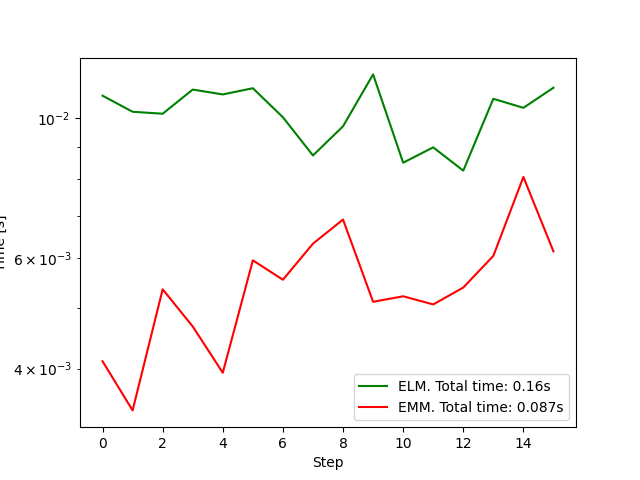 10⁻²
Time [s]
6 × 10⁻³
4 × 10⁻³
ELM. Total time: 0.16s
EMM. Total time: 0.087s
0 2 4 6 8 10 12 14
Step